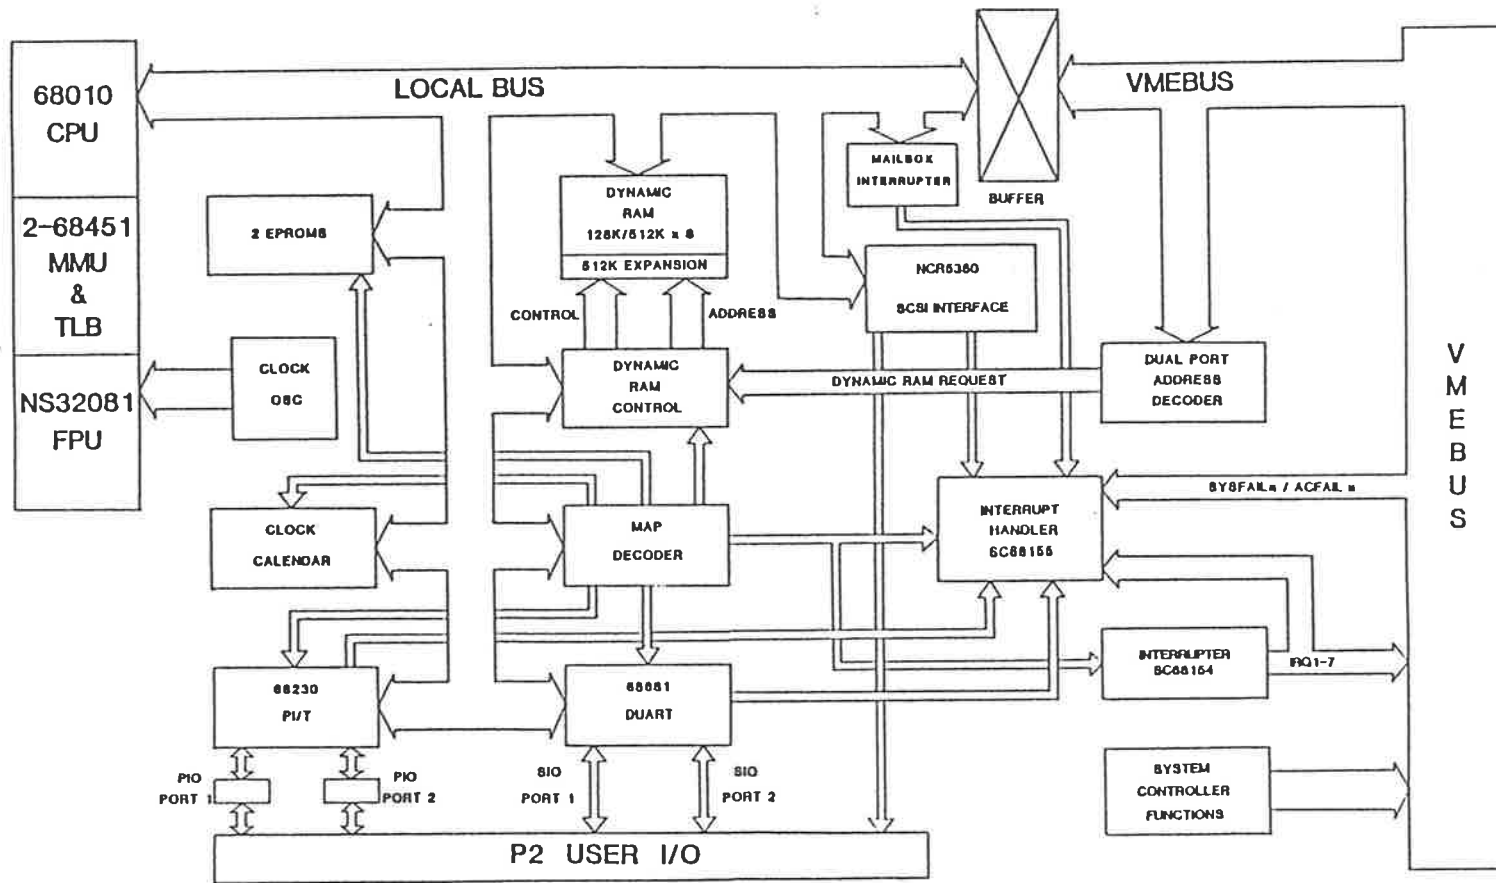 68010
CPU
2-68451
MMU
&
TLB
NS32081
FPU
LOCAL BUS
VMEBUS
BUFFER
MAILBOX
INTERRUPTER
2 EPROMS
DYNAMIC
RAM
128K/512K x 8
512K EXPANSION
NCR5380
SCSI INTERFACE
CONTROL
ADDRESS
CLOCK
OSC
DYNAMIC
RAM
CONTROL
DYNAMIC RAM REQUEST
DUAL PORT
ADDRESS
DECODER
VMEBUS
CLOCK
CALENDAR
MAP
DECODER
INTERRUPT
HANDLER
SC68155
SYSFAIL* / ACFAIL*
68230
PI/T
68681
DUART
INTERRUPTER
SC68154
IRQ1-7
PIO
PORT 1
PIO
PORT 2
SIO
PORT 1
SIO
PORT 2
SYSTEM
CONTROLLER
FUNCTIONS
P2 USER I/O